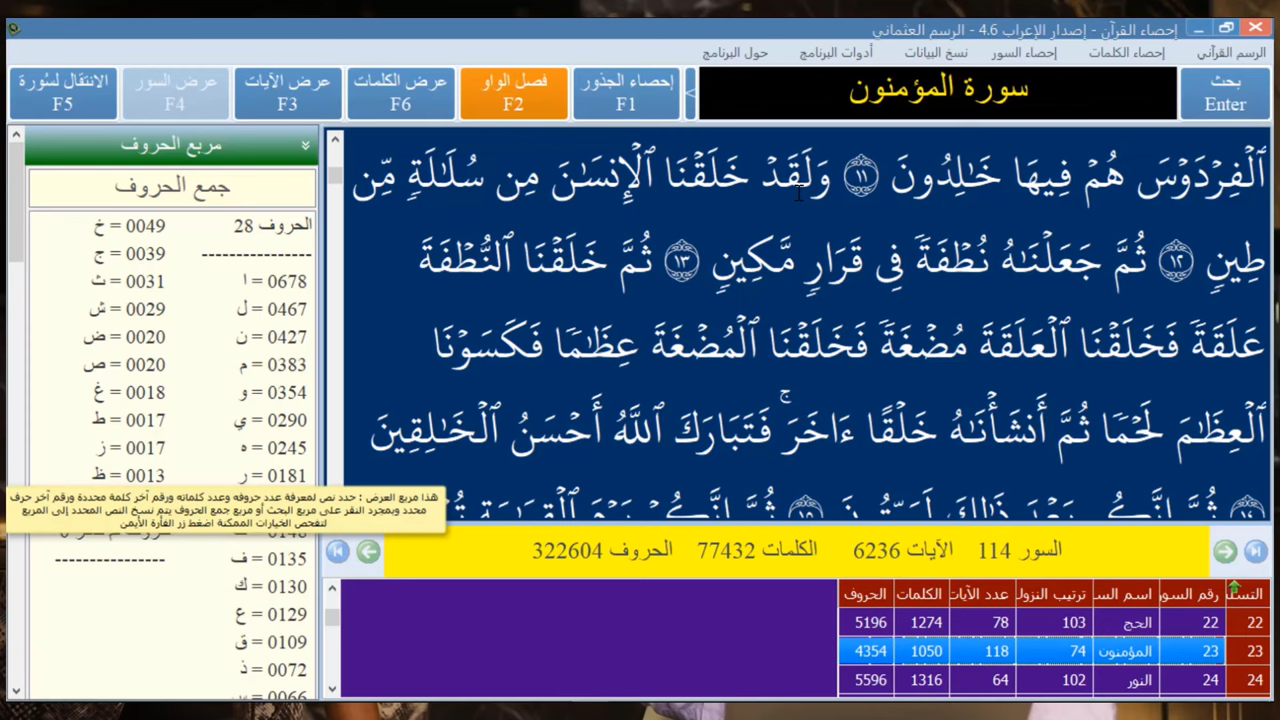 إحصاء القرآن - إصدار الإعراب 4.6 - الرسم العثماني
الرسم القرآني إحصاء الكلمات إحصاء السور نسخ البيانات أدوات البرنامج حول البرنامج
بحث
Enter
سورة المؤمنون
إحصاء الجذور
F1
فصل الواو
F2
عرض الكلمات
F6
عرض الآيات
F3
عرض السور
F4
الانتقال لسُورة
F5
ٱلْفِرْدَوْسَ هُمْ فِيهَا خَـٰلِدُونَ ١١ وَلَقَدْ خَلَقْنَا ٱلْإِنسَـٰنَ مِن سُلَـٰلَةٍ مِّن
طِينٍ ١٢ ثُمَّ جَعَلْنَـٰهُ نُطْفَةً فِى قَرَارٍ مَّكِينٍ ١٣ ثُمَّ خَلَقْنَا ٱلنُّطْفَةَ
عَلَقَةً فَخَلَقْنَا ٱلْعَلَقَةَ مُضْغَةً فَخَلَقْنَا ٱلْمُضْغَةَ عِظَـٰمًا فَكَسَوْنَا
ٱلْعِظَـٰمَ لَحْمًا ثُمَّ أَنشَأْنَـٰهُ خَلْقًا ءَاخَرَ ۚ فَتَبَارَكَ ٱللَّهُ أَحْسَنُ ٱلْخَـٰلِقِينَ
السور 114 الآيات 6236 الكلمات 77432 الحروف 322604
رقم السور اسم السـ ترتيب النزول عدد الآيات الكلمات الحروف
22 22 الحج 103 78 1274 5196
23 23 المؤمنون 74 118 1050 4354
24 24 النور 102 64 1316 5596
مربع الحروف
جمع الحروف
الحروف 28
----------------
0678 = ا
0467 = ل
0427 = ن
0383 = م
0354 = و
0290 = ي
0245 = ه
0181 = ر
0135 = ف
0130 = ك
0129 = ع
0109 = ق
0072 = ذ
0049 = خ
0039 = ج
0031 = ث
0029 = ش
0020 = ض
0020 = ص
0018 = غ
0017 = ط
0017 = ز
0013 = ظ
----------------
هذا مربع العرض : حدد نص لمعرفة عدد حروفه وعدد كلماته ورقم آخر كلمة محددة ورقم آخر حرف
محدد وبمجرد النقر على مربع البحث أو مربع جمع الحروف يتم نسخ النص المحدد إلى المربع
لتفحص الخيارات الممكنة اضغط زر الفأرة الأيمن